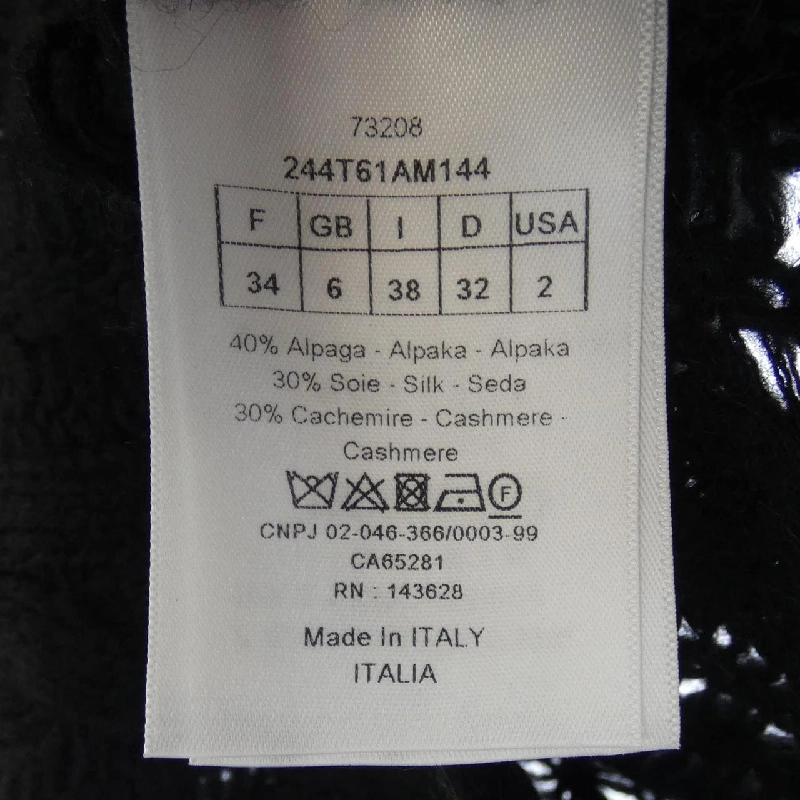 73208
244T61AM144
F GB I D USA
34 6 38 32 2
40% Alpaga - Alpaka - Alpaka
30% Soie - Silk - Seda
30% Cachemire - Cashmere -
Cashmere
F
CNPJ 02-046-366/0003-99
CA65281
RN : 143628
Made In ITALY
ITALIA